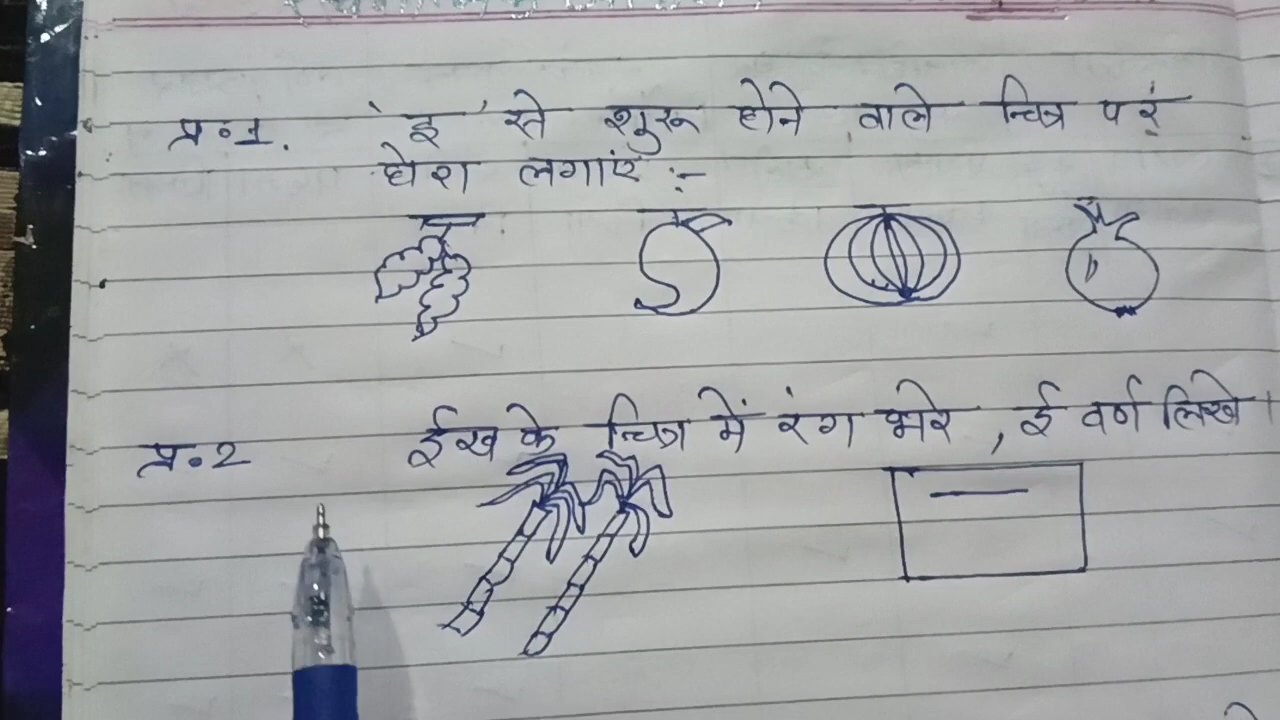 प्र०1. 'इ' से शुरू होने वाले चित्र पर
घेरा लगाएं :-
प्र०2 ईख के चित्र में रंग भरे , ई वर्ण लिखे।